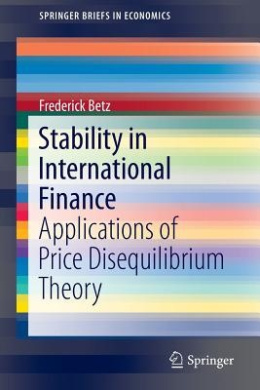 SPRINGER BRIEFS IN ECONOMICS
Frederick Betz
Stability in
International
Finance
Applications of
Price Disequilibrium
Theory
Springer